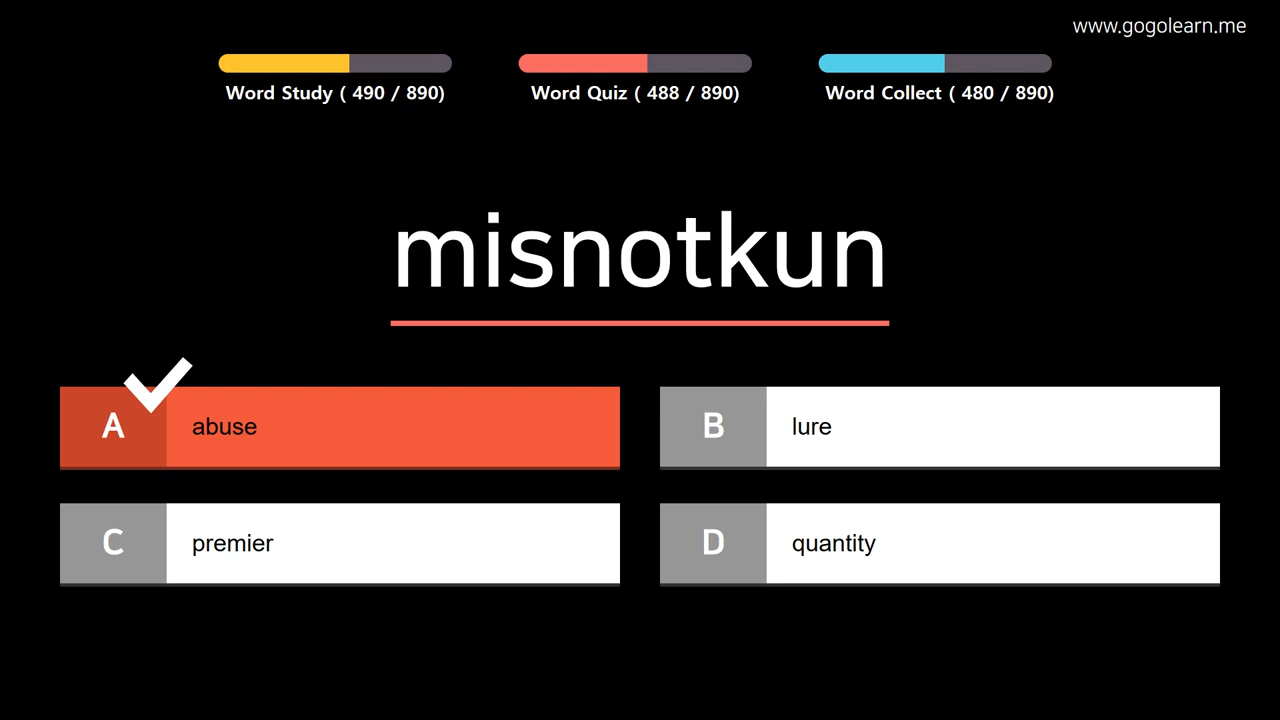 www.gogolearn.me
Word Study ( 490 / 890)
Word Quiz ( 488 / 890)
Word Collect ( 480 / 890)
misnotkun
A abuse
B lure
C premier
D quantity